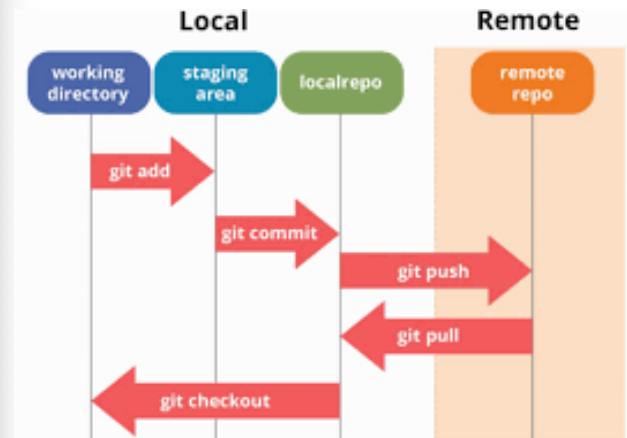 Local
Remote
working
directory
staging
area
localrepo
remote
repo
git add
git commit
git push
git pull
git checkout